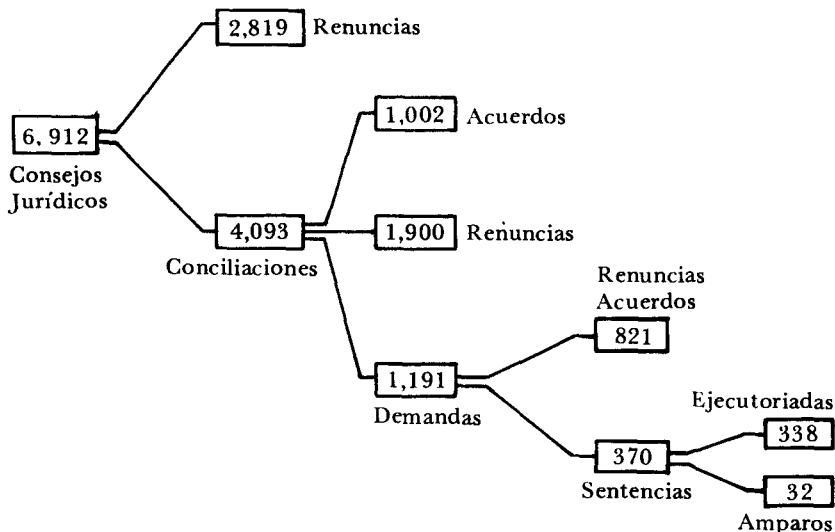 2,819 Renuncias
1,002 Acuerdos
6,912
Consejos
Jurídicos
4,093
Conciliaciones
1,900 Renuncias
Renuncias
Acuerdos
821
1,191
Demandas
Ejecutoriadas
338
370
Sentencias
32
Amparos